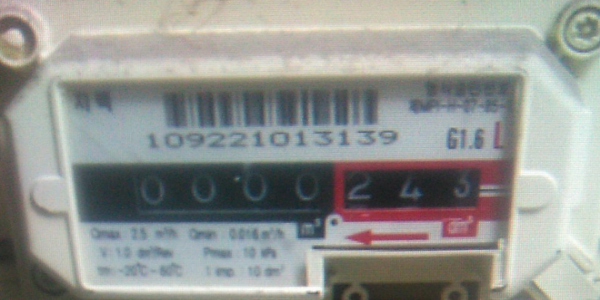 109221013139
G1.6 L
0 0 0 0 2 4 3
m³ dm³
Qmax 2.5 m³/h Qmin 0.016 m³/h
V 1.0 dm³/Rev Pmax 10 kPa
tm -20℃~60℃ 1 imp 10 dm³